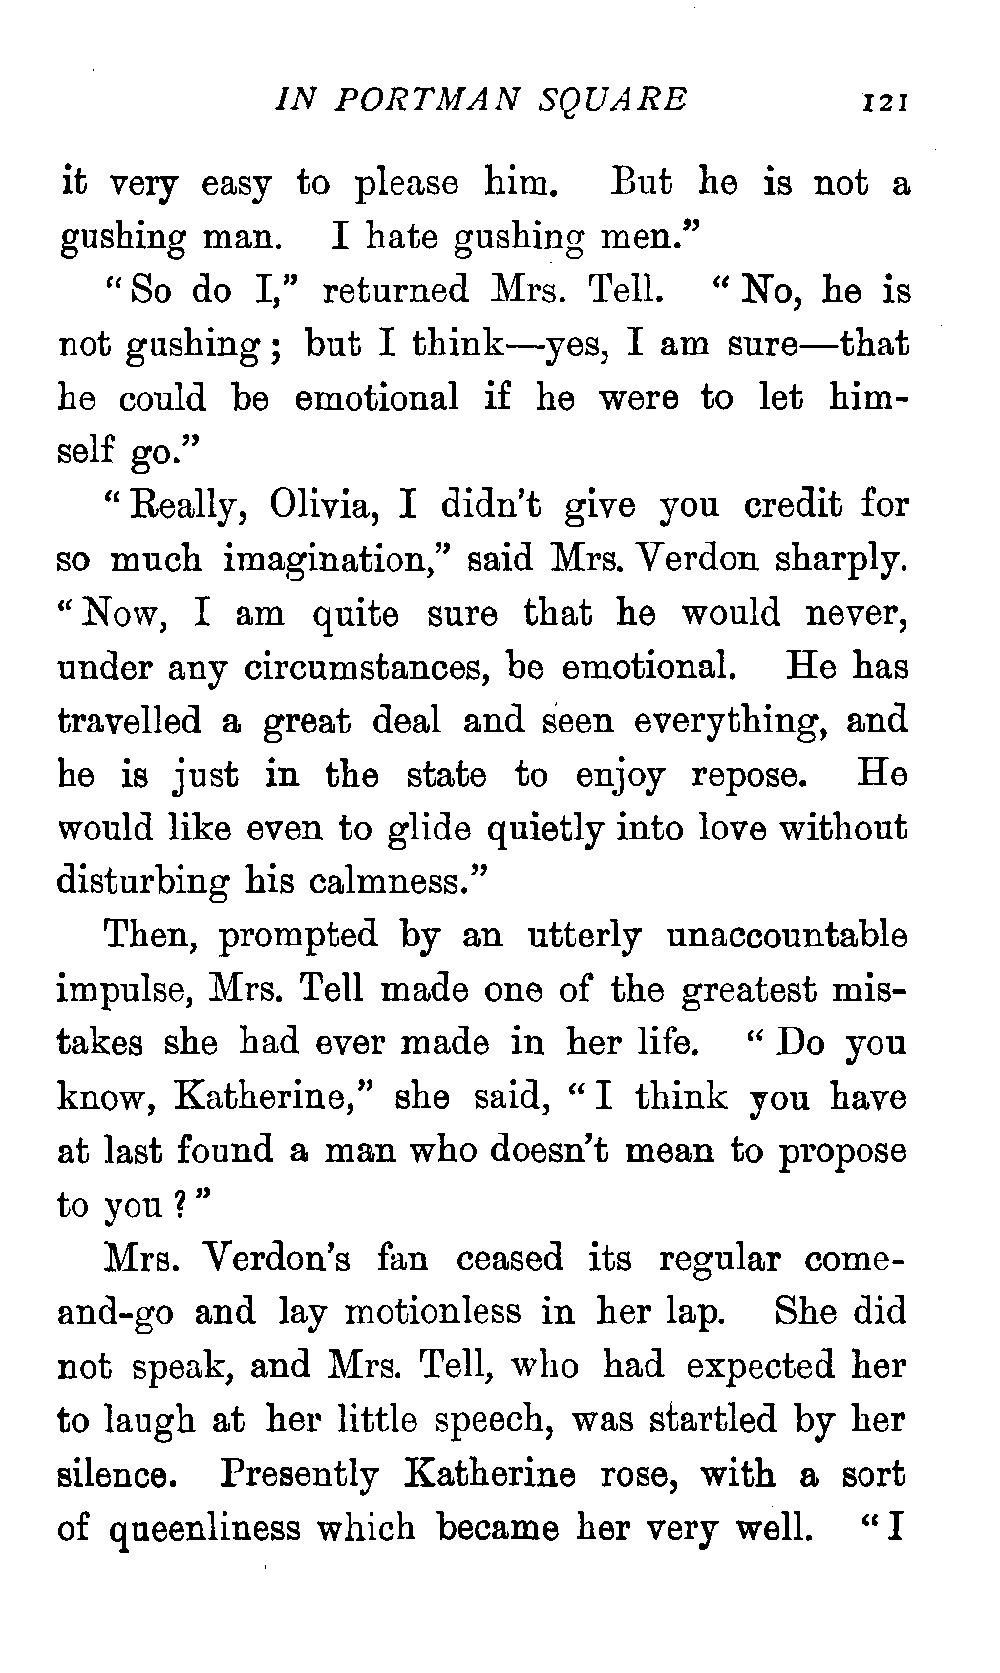 IN PORTMAN SQUARE 121
it very easy to please him. But he is not a
gushing man. I hate gushing men."
"So do I," returned Mrs. Tell. "No, he is
not gushing; but I think—yes, I am sure—that
he could be emotional if he were to let him-
self go."
"Really, Olivia, I didn't give you credit for
so much imagination," said Mrs. Verdon sharply.
"Now, I am quite sure that he would never,
under any circumstances, be emotional. He has
travelled a great deal and seen everything, and
he is just in the state to enjoy repose. He
would like even to glide quietly into love without
disturbing his calmness."
Then, prompted by an utterly unaccountable
impulse, Mrs. Tell made one of the greatest mis-
takes she had ever made in her life. "Do you
know, Katherine," she said, "I think you have
at last found a man who doesn't mean to propose
to you?"
Mrs. Verdon's fan ceased its regular come-
and-go and lay motionless in her lap. She did
not speak, and Mrs. Tell, who had expected her
to laugh at her little speech, was startled by her
silence. Presently Katherine rose, with a sort
of queenliness which became her very well. "I